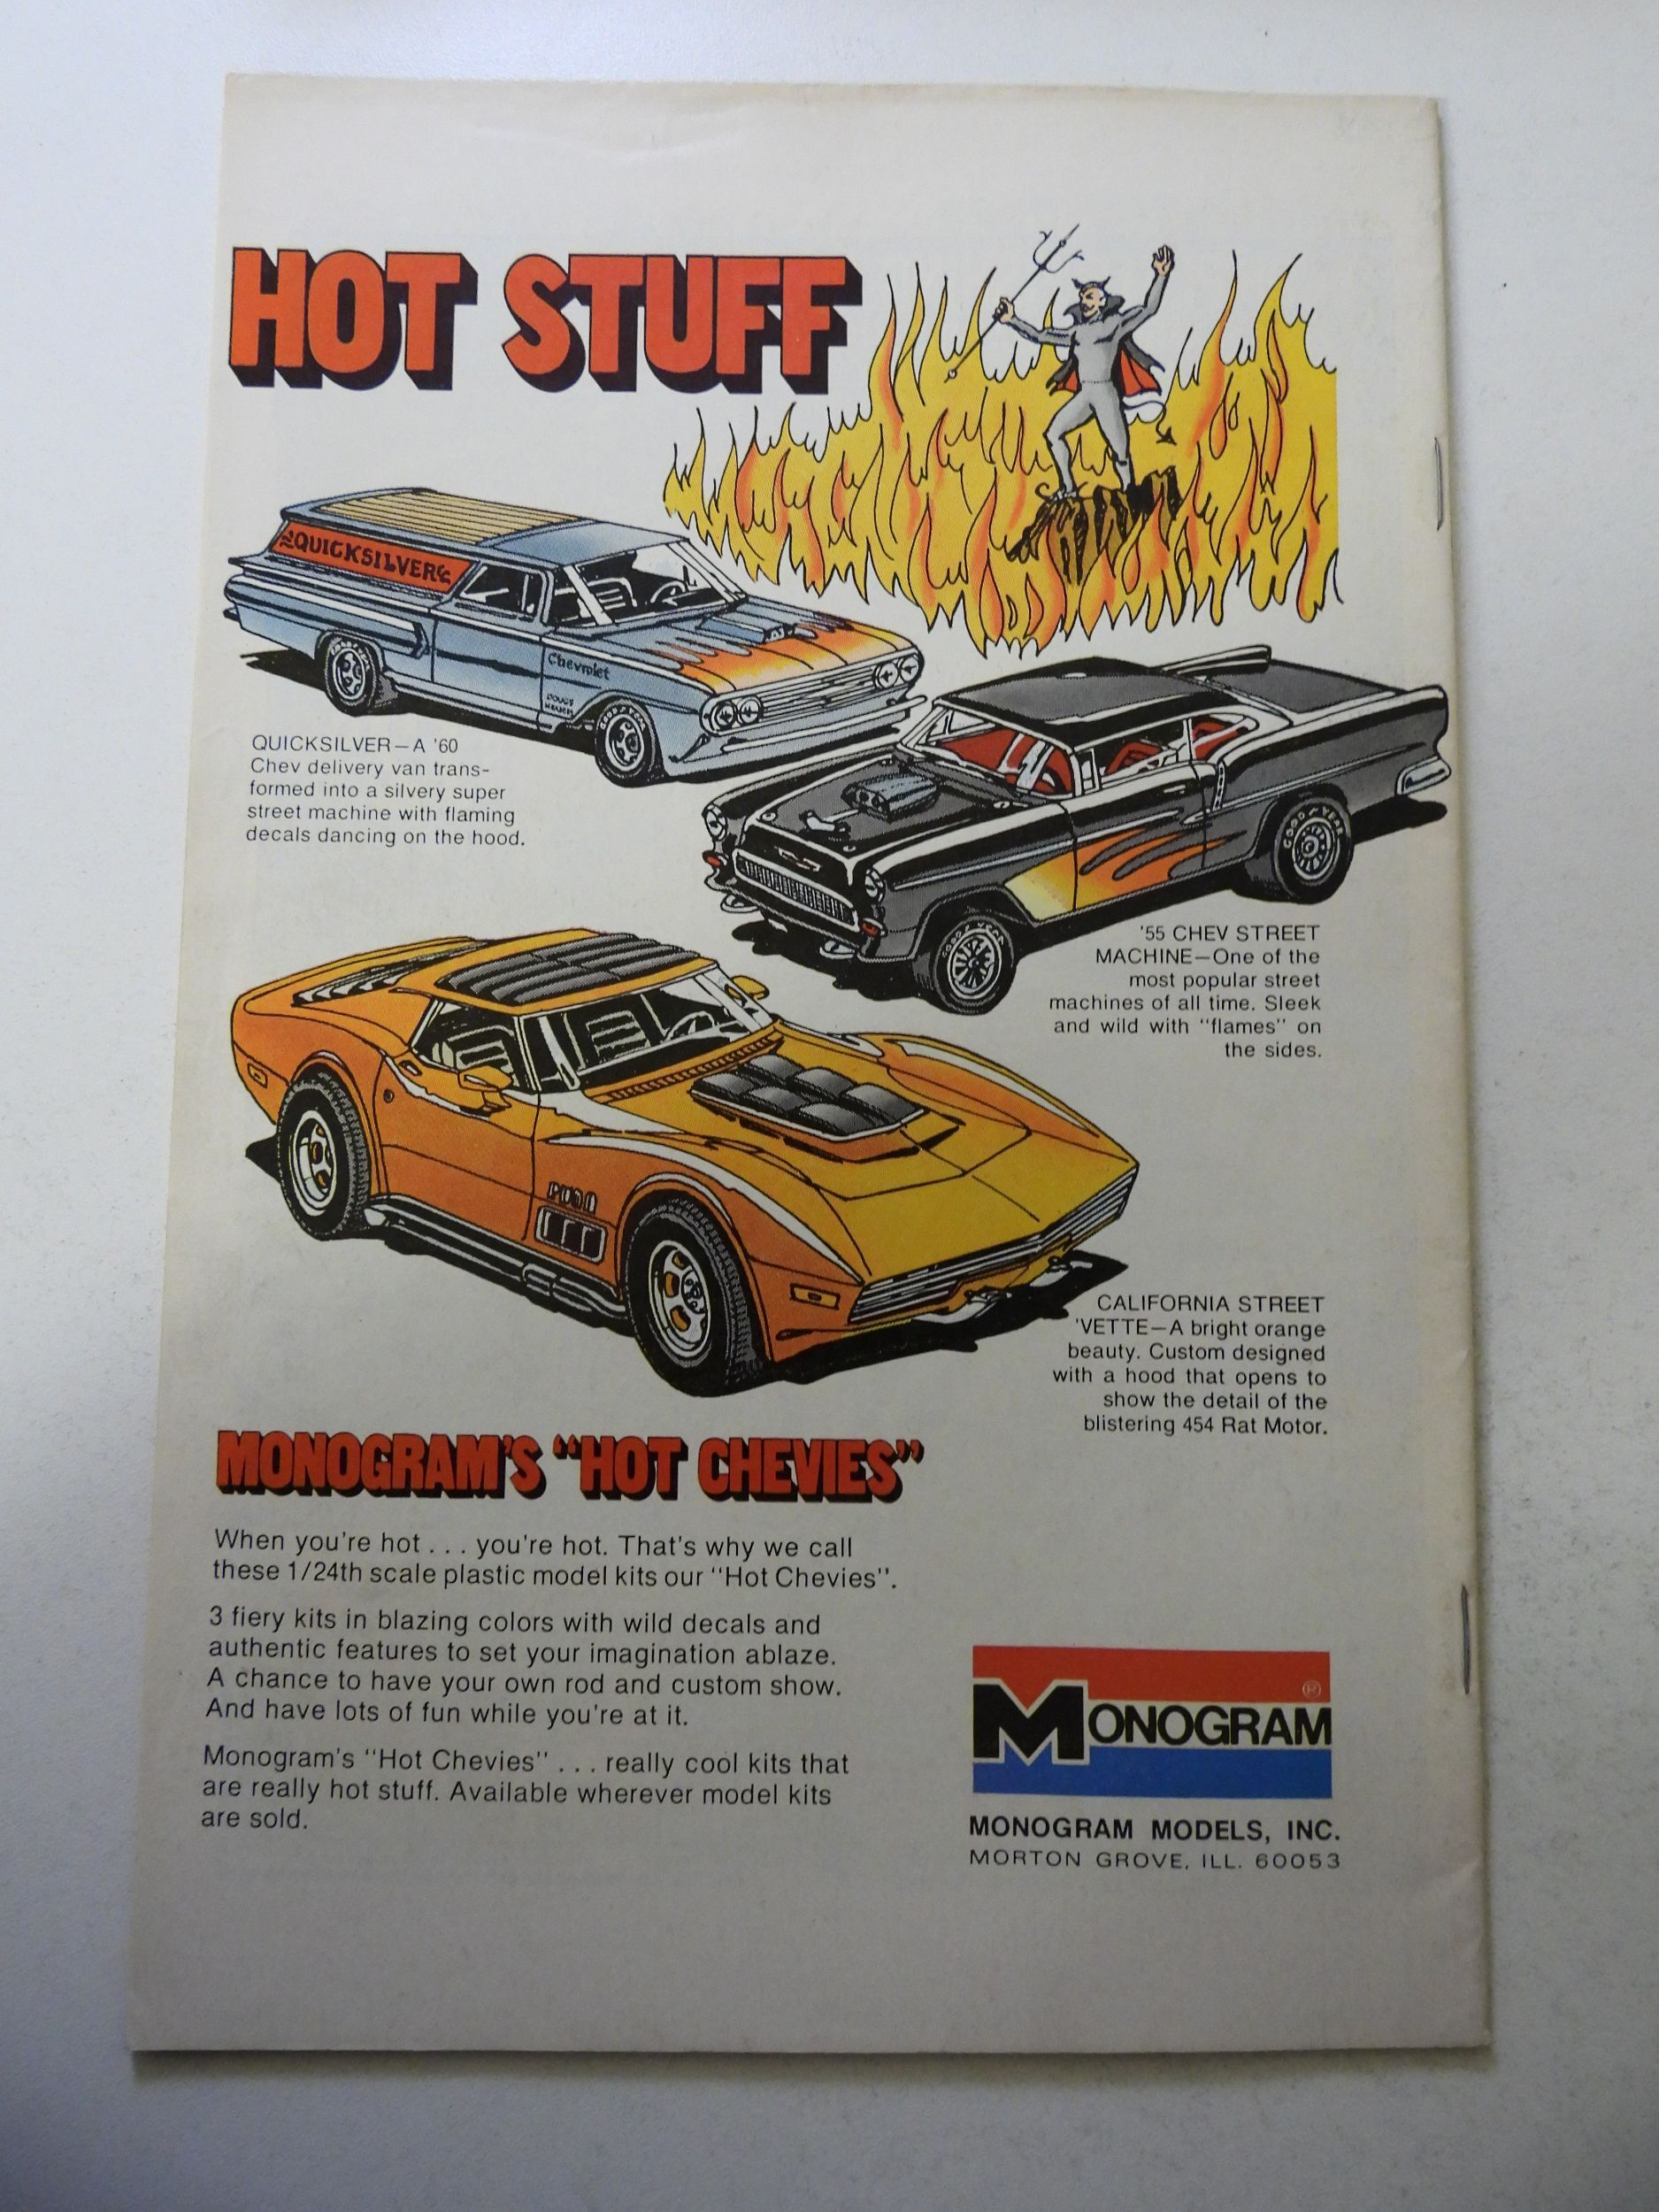 HOT STUFF
QUICKSILVER
Chevrolet
QUICKSILVER—A '60
Chev delivery van trans-
formed into a silvery super
street machine with flaming
decals dancing on the hood.
GOOD YEAR
GOOD YEAR
'55 CHEV STREET
MACHINE—One of the
most popular street
machines of all time. Sleek
and wild with "flames" on
the sides.
CALIFORNIA STREET
'VETTE—A bright orange
beauty. Custom designed
with a hood that opens to
show the detail of the
blistering 454 Rat Motor.
MONOGRAM'S "HOT CHEVIES"
When you're hot . . . you're hot. That's why we call
these 1/24th scale plastic model kits our "Hot Chevies".
3 fiery kits in blazing colors with wild decals and
authentic features to set your imagination ablaze.
A chance to have your own rod and custom show.
And have lots of fun while you're at it.
Monogram's "Hot Chevies" . . . really cool kits that
are really hot stuff. Available wherever model kits
are sold.
MONOGRAM®
MONOGRAM MODELS, INC.
MORTON GROVE, ILL. 60053